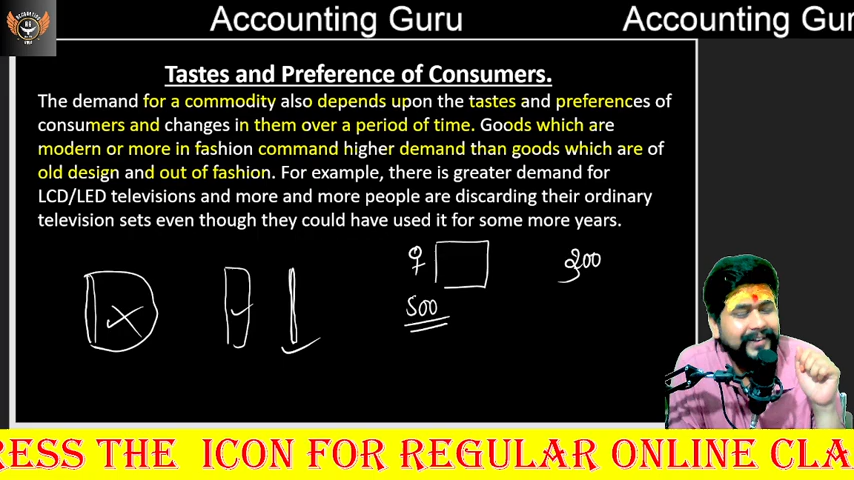 Accounting Guru
Accounting Gur
Tastes and Preference of Consumers.
The demand for a commodity also depends upon the tastes and preferences of
consumers and changes in them over a period of time. Goods which are
modern or more in fashion command higher demand than goods which are of
old design and out of fashion. For example, there is greater demand for
LCD/LED televisions and more and more people are discarding their ordinary
television sets even though they could have used it for some more years.
500
RESS THE ICON FOR REGULAR ONLINE CLA